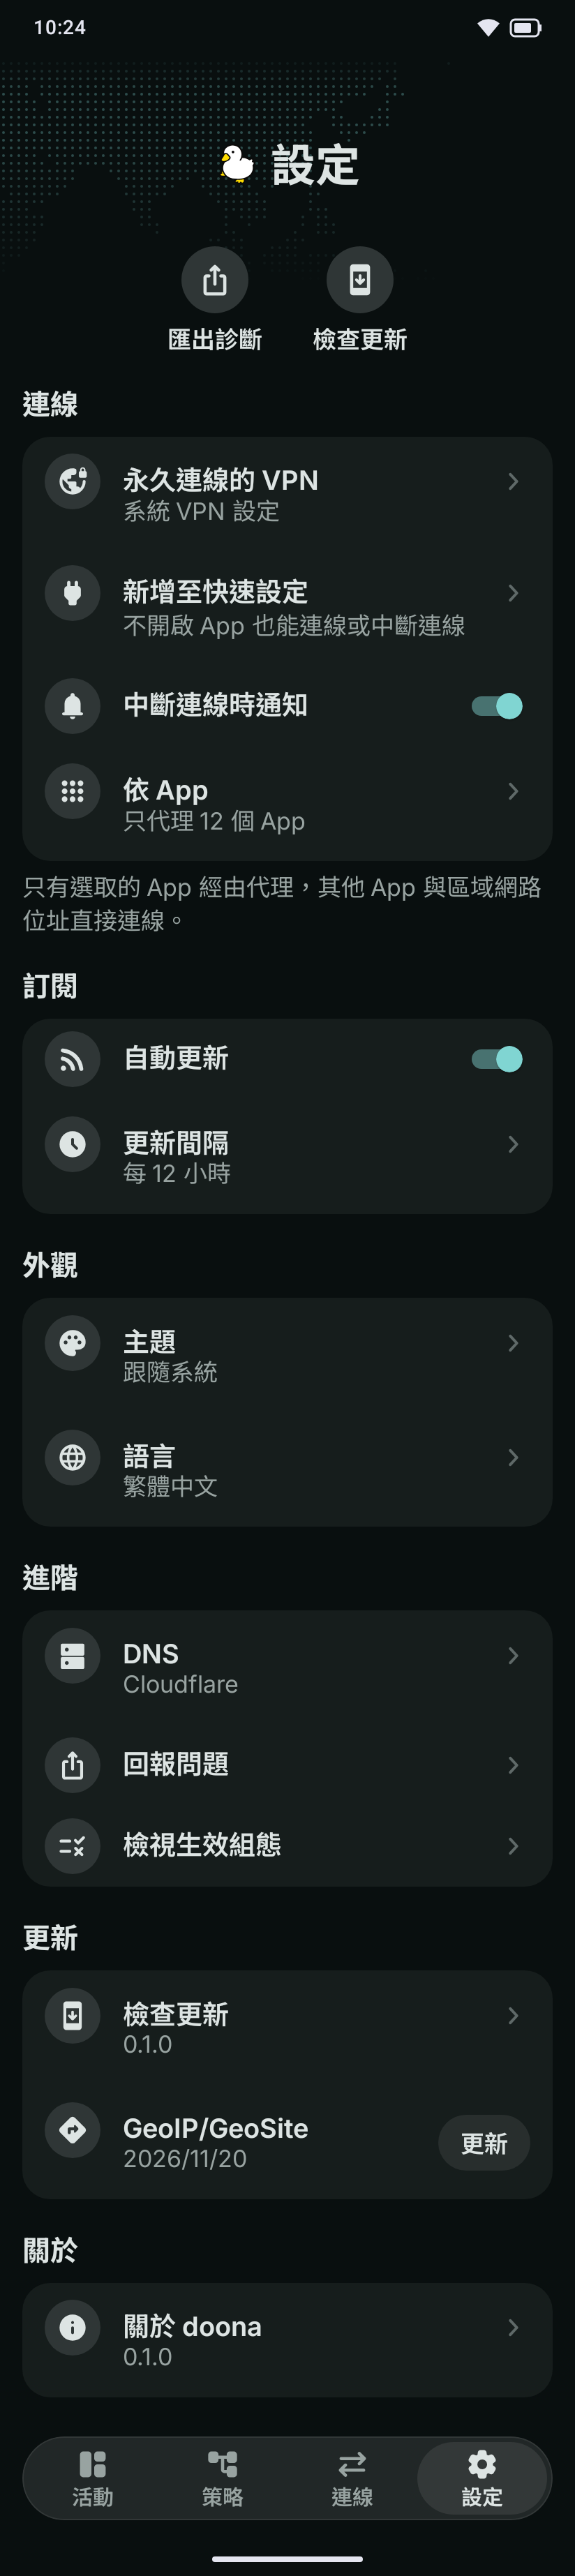 10:24
設定
匯出診斷
檢查更新
連線
永久連線的 VPN
系統 VPN 設定
新增至快速設定
不開啟 App 也能連線或中斷連線
中斷連線時通知
依 App
只代理 12 個 App
只有選取的 App 經由代理，其他 App 與區域網路
位址直接連線。
訂閱
自動更新
更新間隔
每 12 小時
外觀
主題
跟隨系統
語言
繁體中文
進階
DNS
Cloudflare
回報問題
檢視生效組態
更新
檢查更新
0.1.0
GeoIP/GeoSite
2026/11/20
更新
關於
關於 doona
0.1.0
活動
策略
連線
設定